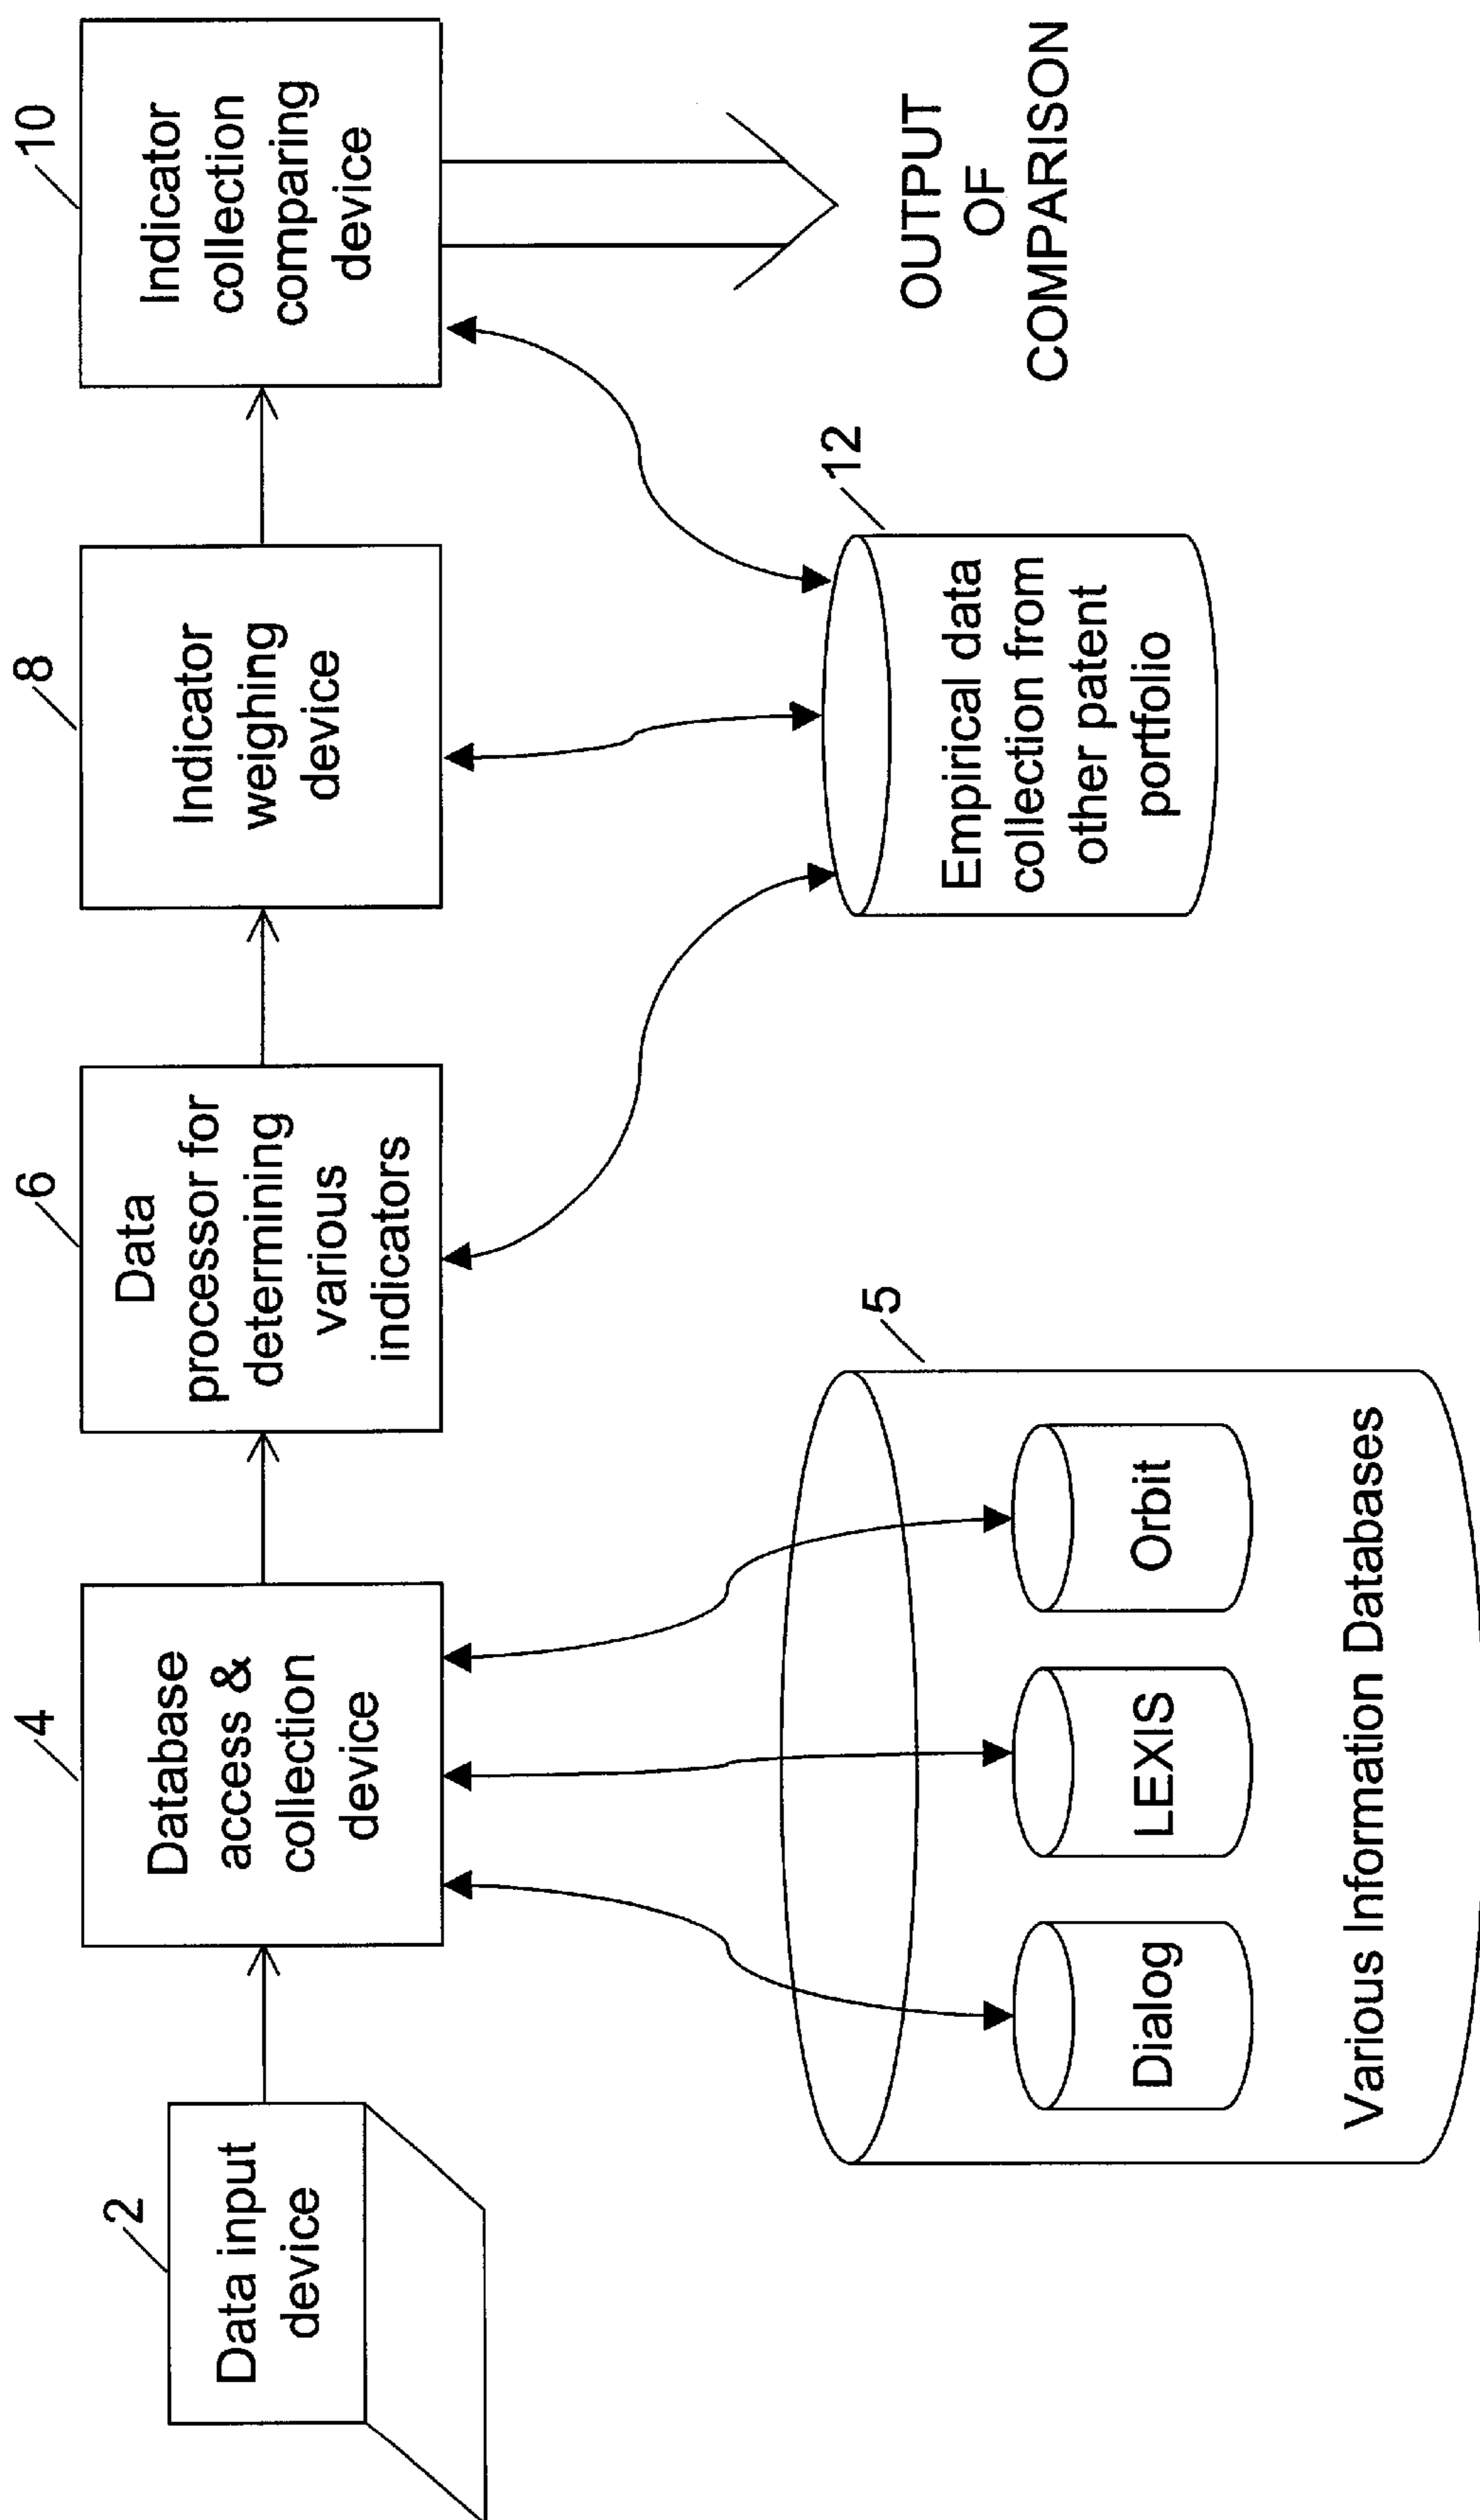 2
Data input
device
4
Database
access &
collection
device
6
Data
processor for
determining
various
indicators
8
Indicator
weighing
device
10
Indicator
collection
comparing
device
5
Dialog
LEXIS
Orbit
Various Information Databases
12
Empirical data
collection from
other patent
portfolio
OUTPUT
OF
COMPARISON